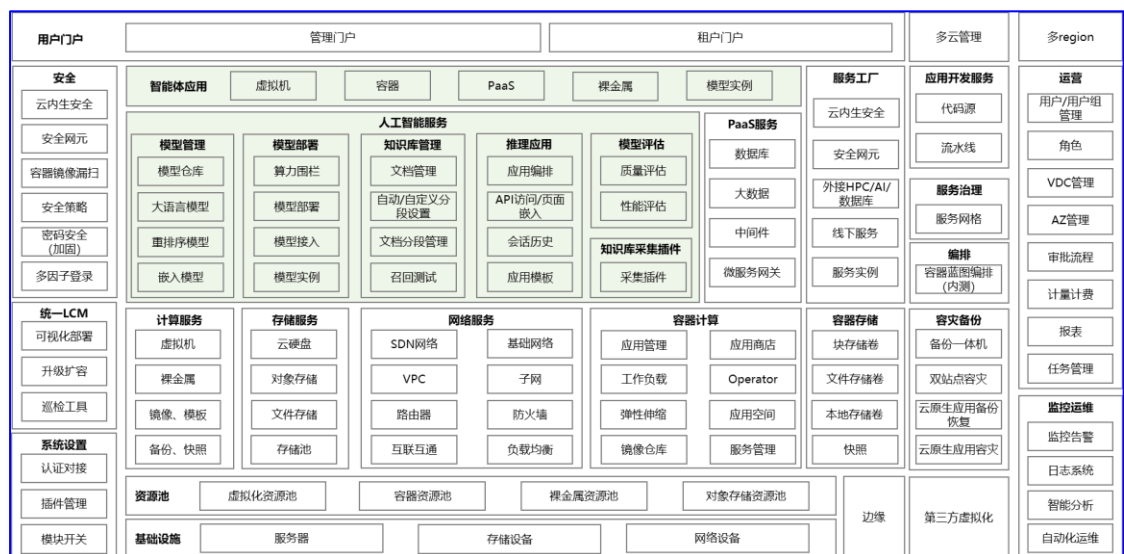 用户门户
管理门户
租户门户
多云管理
多region
安全
云内生安全
安全网元
容器镜像漏扫
安全策略
密码安全
(加固)
多因子登录
统一LCM
可视化部署
升级扩容
巡检工具
系统设置
认证对接
插件管理
模块开关
智能体应用
虚拟机
容器
PaaS
裸金属
模型实例
人工智能服务
模型管理
模型仓库
大语言模型
重排序模型
嵌入模型
模型部署
算力围栏
模型部署
模型接入
模型实例
知识库管理
文档管理
自动/自定义分
段设置
文档分段管理
召回测试
推理应用
应用编排
API访问/页面
嵌入
会话历史
应用模板
模型评估
质量评估
性能评估
知识库采集插件
采集插件
PaaS服务
数据库
大数据
中间件
微服务网关
服务工厂
云内生安全
安全网元
外接HPC/AI/
数据库
线下服务
服务实例
应用开发服务
代码源
流水线
服务治理
服务网格
编排
容器蓝图编排
(内测)
运营
用户/用户组
管理
角色
VDC管理
AZ管理
审批流程
计量计费
报表
任务管理
计算服务
虚拟机
裸金属
镜像、模板
备份、快照
存储服务
云硬盘
对象存储
文件存储
存储池
网络服务
SDN网络
基础网络
VPC
子网
路由器
防火墙
互联互通
负载均衡
容器计算
应用管理
应用商店
工作负载
Operator
弹性伸缩
应用空间
镜像仓库
服务管理
容器存储
块存储卷
文件存储卷
本地存储卷
快照
容灾备份
备份一体机
双站点容灾
云原生应用备份
恢复
云原生应用容灾
监控运维
监控告警
日志系统
智能分析
自动化运维
资源池
虚拟化资源池
容器资源池
裸金属资源池
对象存储资源池
基础设施
服务器
存储设备
网络设备
边缘
第三方虚拟化